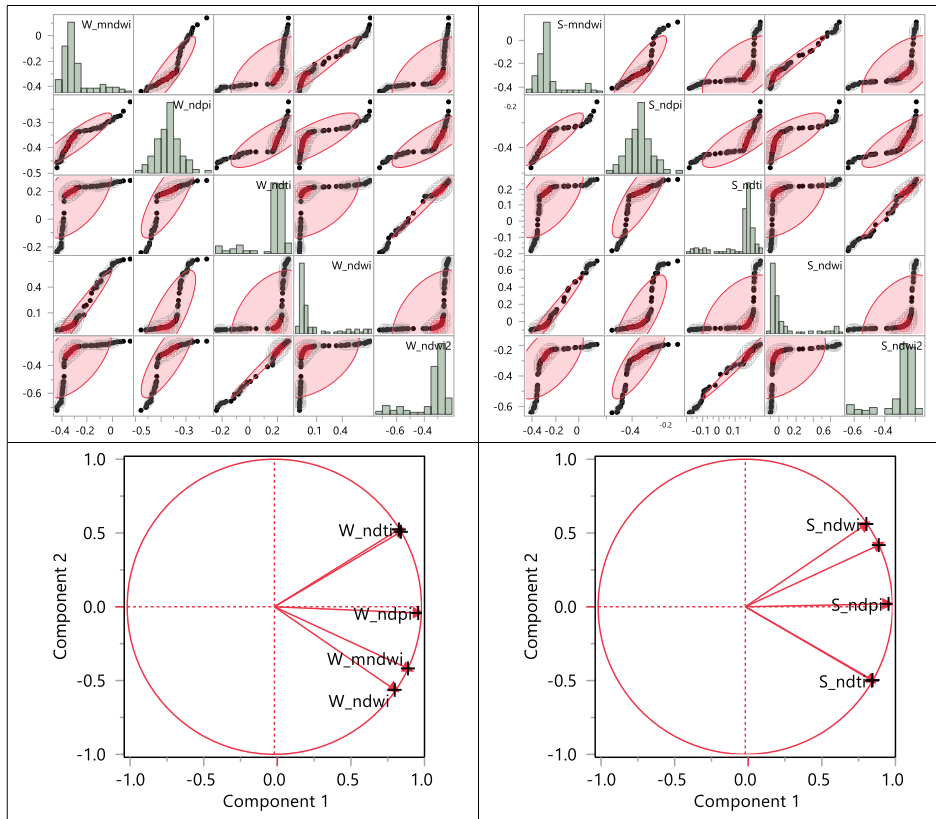 W_mndwi
0
-0.2
-0.4
W_ndpi
-0.3
-0.4
-0.5
W_ndti
0.2
0
-0.2
W_ndwi
0.4
0.1
W_ndwi2
-0.4
-0.6
-0.4 -0.2 0 -0.5 -0.3 -0.2 0 0.2 0.1 0.4 -0.6 -0.4
S-mndwi
0
-0.2
-0.4
S_ndpi
-0.2
-0.4
S_ndti
0.2
0.1
0
-0.1
-0.2
S_ndwi
0.6
0.4
0.2
0
S_ndwi2
-0.2
-0.4
-0.6
-0.4 -0.2 0 -0.4 -0.2 -0.1 0.1 0 0.2 0.6 -0.6 -0.4
1.0
0.5
0.0
-0.5
-1.0
Component 2
W_ndti
W_ndpi
W_mndwi
W_ndwi
-1.0 -0.5 0.0 0.5 1.0
Component 1
1.0
0.5
0.0
-0.5
-1.0
Component 2
S_ndwi
S_ndpi
S_ndti
-1.0 -0.5 0.0 0.5 1.0
Component 1